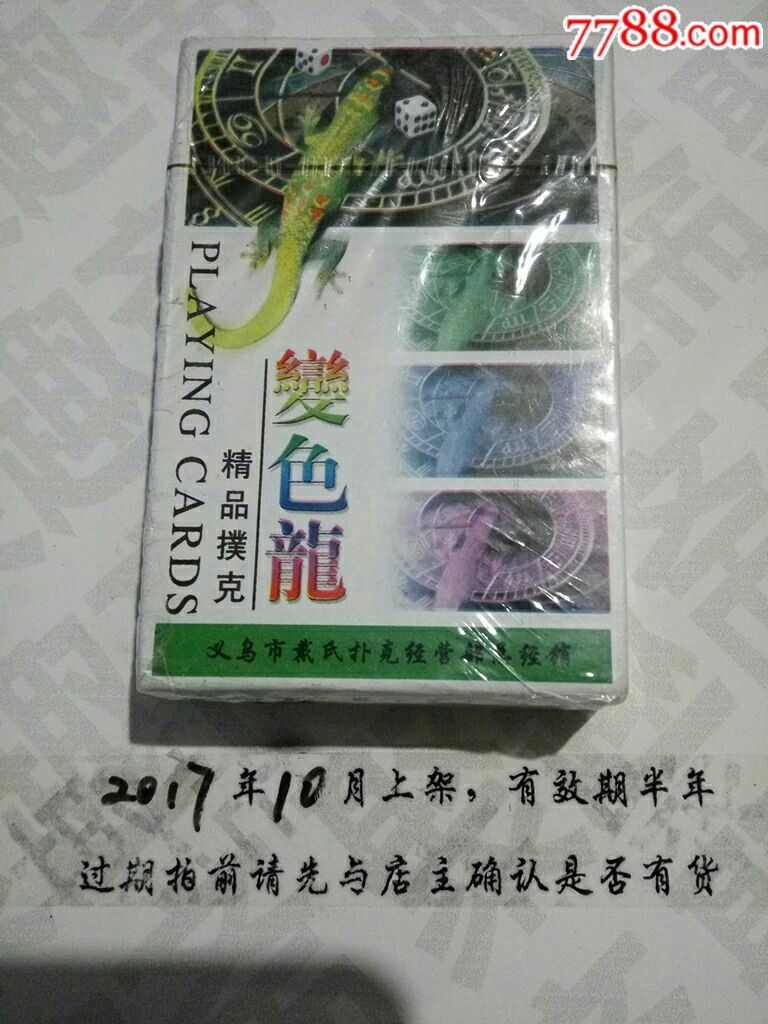 7788.com
PLAYING CARDS
變色龍
精品撲克
义乌市戴氏扑克经营部总经销
2017年10月上架，有效期半年
过期拍前请先与店主确认是否有货